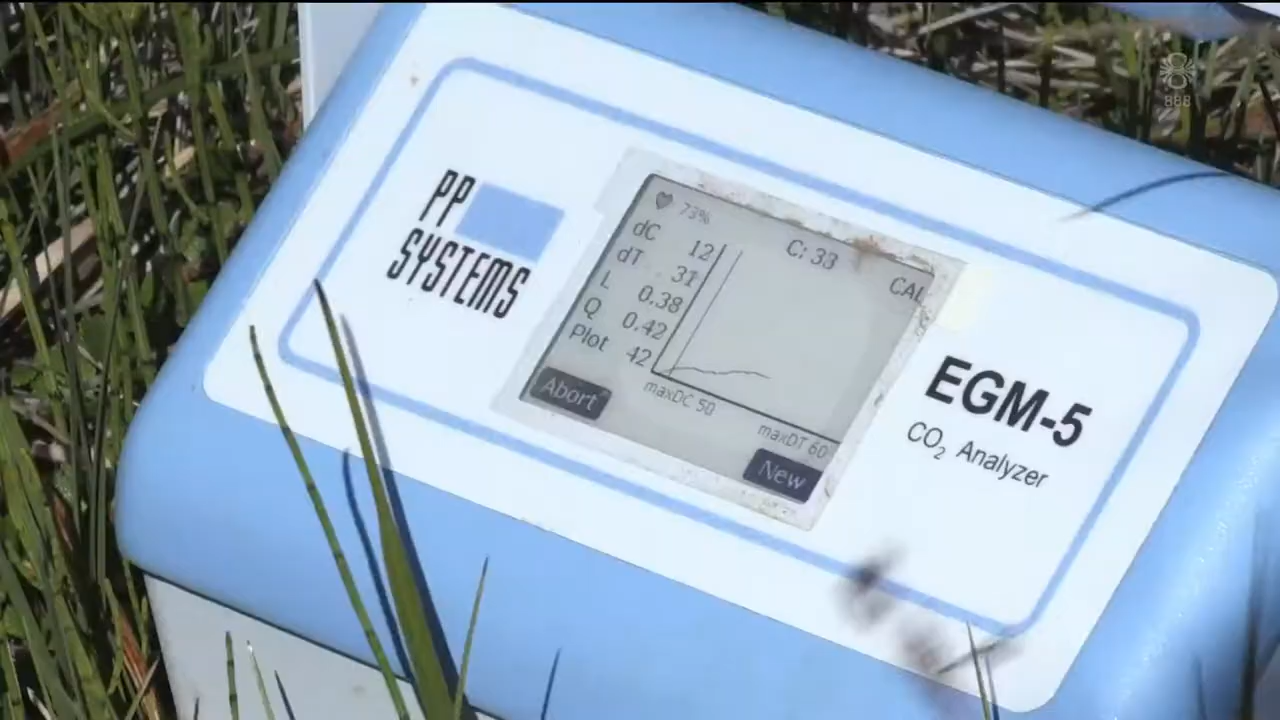 888
PP
SYSTEMS
73%
C: 33
CAL
dC 12
dT 31
L 0.38
Q 0.42
Plot 42
maxDC 50
maxDT 60
Abort
New
EGM-5
CO₂ Analyzer